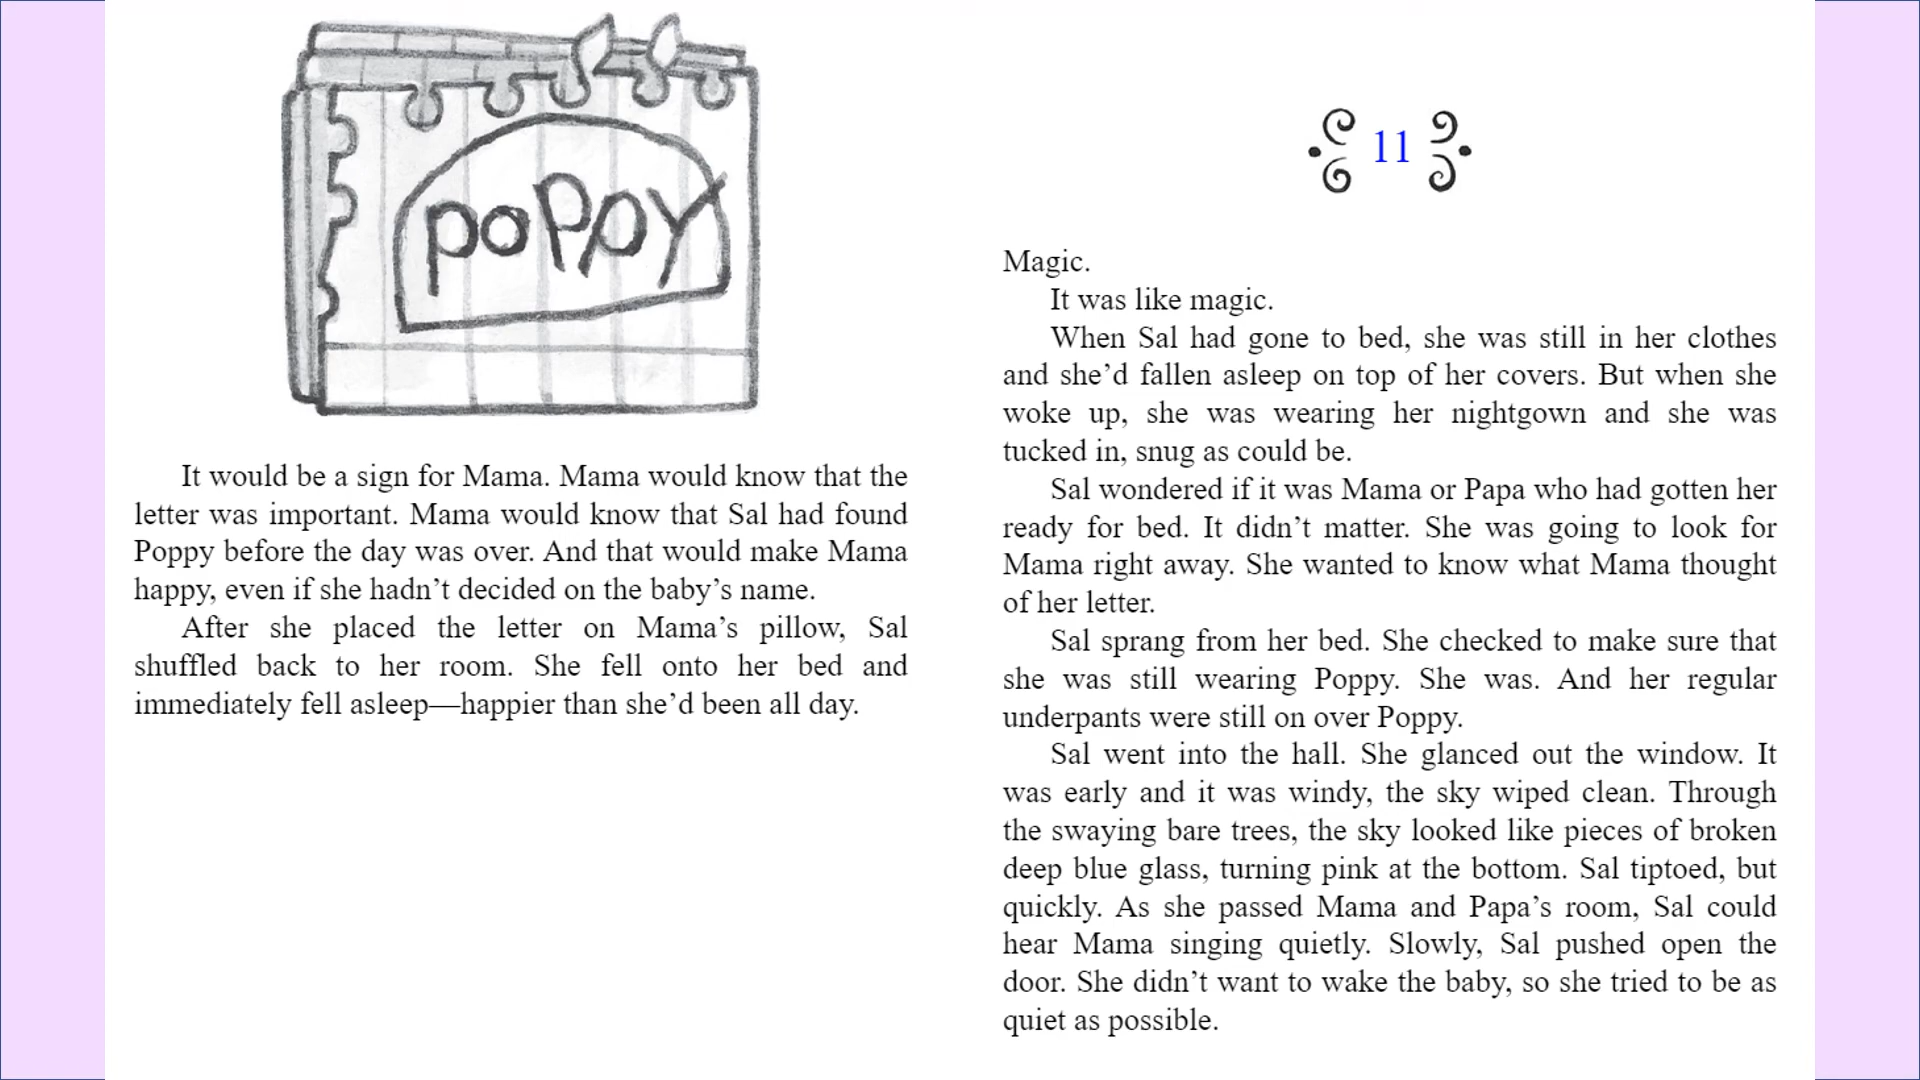 poppy
It would be a sign for Mama. Mama would know that the
letter was important. Mama would know that Sal had found
Poppy before the day was over. And that would make Mama
happy, even if she hadn’t decided on the baby’s name.
After she placed the letter on Mama’s pillow, Sal
shuffled back to her room. She fell onto her bed and
immediately fell asleep—happier than she’d been all day.
11
Magic.
It was like magic.
When Sal had gone to bed, she was still in her clothes
and she’d fallen asleep on top of her covers. But when she
woke up, she was wearing her nightgown and she was
tucked in, snug as could be.
Sal wondered if it was Mama or Papa who had gotten her
ready for bed. It didn’t matter. She was going to look for
Mama right away. She wanted to know what Mama thought
of her letter.
Sal sprang from her bed. She checked to make sure that
she was still wearing Poppy. She was. And her regular
underpants were still on over Poppy.
Sal went into the hall. She glanced out the window. It
was early and it was windy, the sky wiped clean. Through
the swaying bare trees, the sky looked like pieces of broken
deep blue glass, turning pink at the bottom. Sal tiptoed, but
quickly. As she passed Mama and Papa’s room, Sal could
hear Mama singing quietly. Slowly, Sal pushed open the
door. She didn’t want to wake the baby, so she tried to be as
quiet as possible.